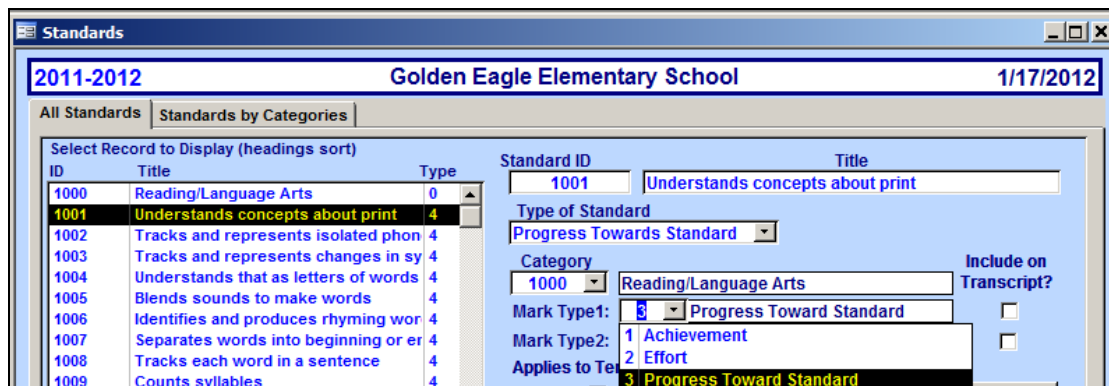 Standards
2011-2012 Golden Eagle Elementary School 1/17/2012
All Standards Standards by Categories
Select Record to Display (headings sort)
ID Title Type
1000 Reading/Language Arts 0
1001 Understands concepts about print 4
1002 Tracks and represents isolated phon 4
1003 Tracks and represents changes in sy 4
1004 Understands that as letters of words 4
1005 Blends sounds to make words 4
1006 Identifies and produces rhyming wor 4
1007 Separates words into beginning or er 4
1008 Tracks each word in a sentence 4
1009 Counts syllables 4
Standard ID Title
1001 Understands concepts about print
Type of Standard
Progress Towards Standard
Category Include on
1000 Reading/Language Arts Transcript?
Mark Type1: 3 Progress Toward Standard
Mark Type2: 1 Achievement
2 Effort
Applies to Te
3 Progress Toward Standard